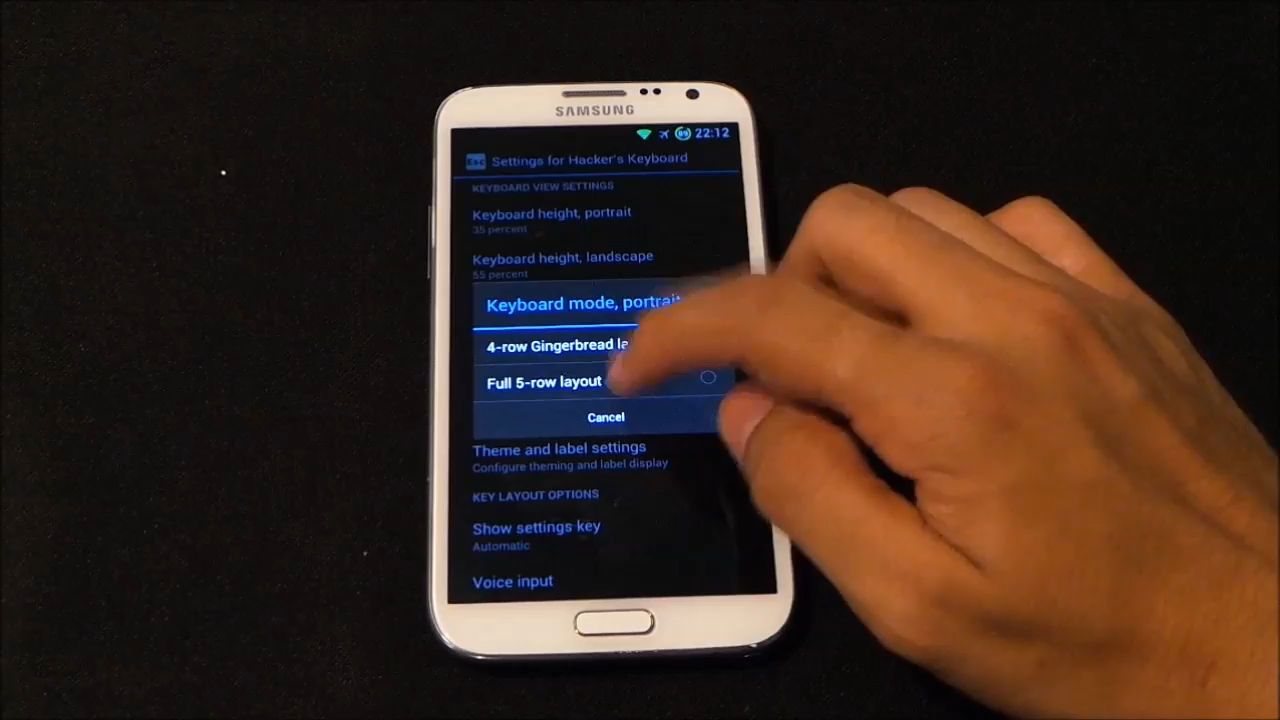 SAMSUNG
89 22:12
Esc Settings for Hacker's Keyboard
KEYBOARD VIEW SETTINGS
Keyboard height, portrait
35 percent
Keyboard height, landscape
55 percent
Keyboard mode, portrait
4-row Gingerbread
Full 5-row layout
Cancel
Theme and label settings
Configure theming and label display
KEY LAYOUT OPTIONS
Show settings key
Automatic
Voice input